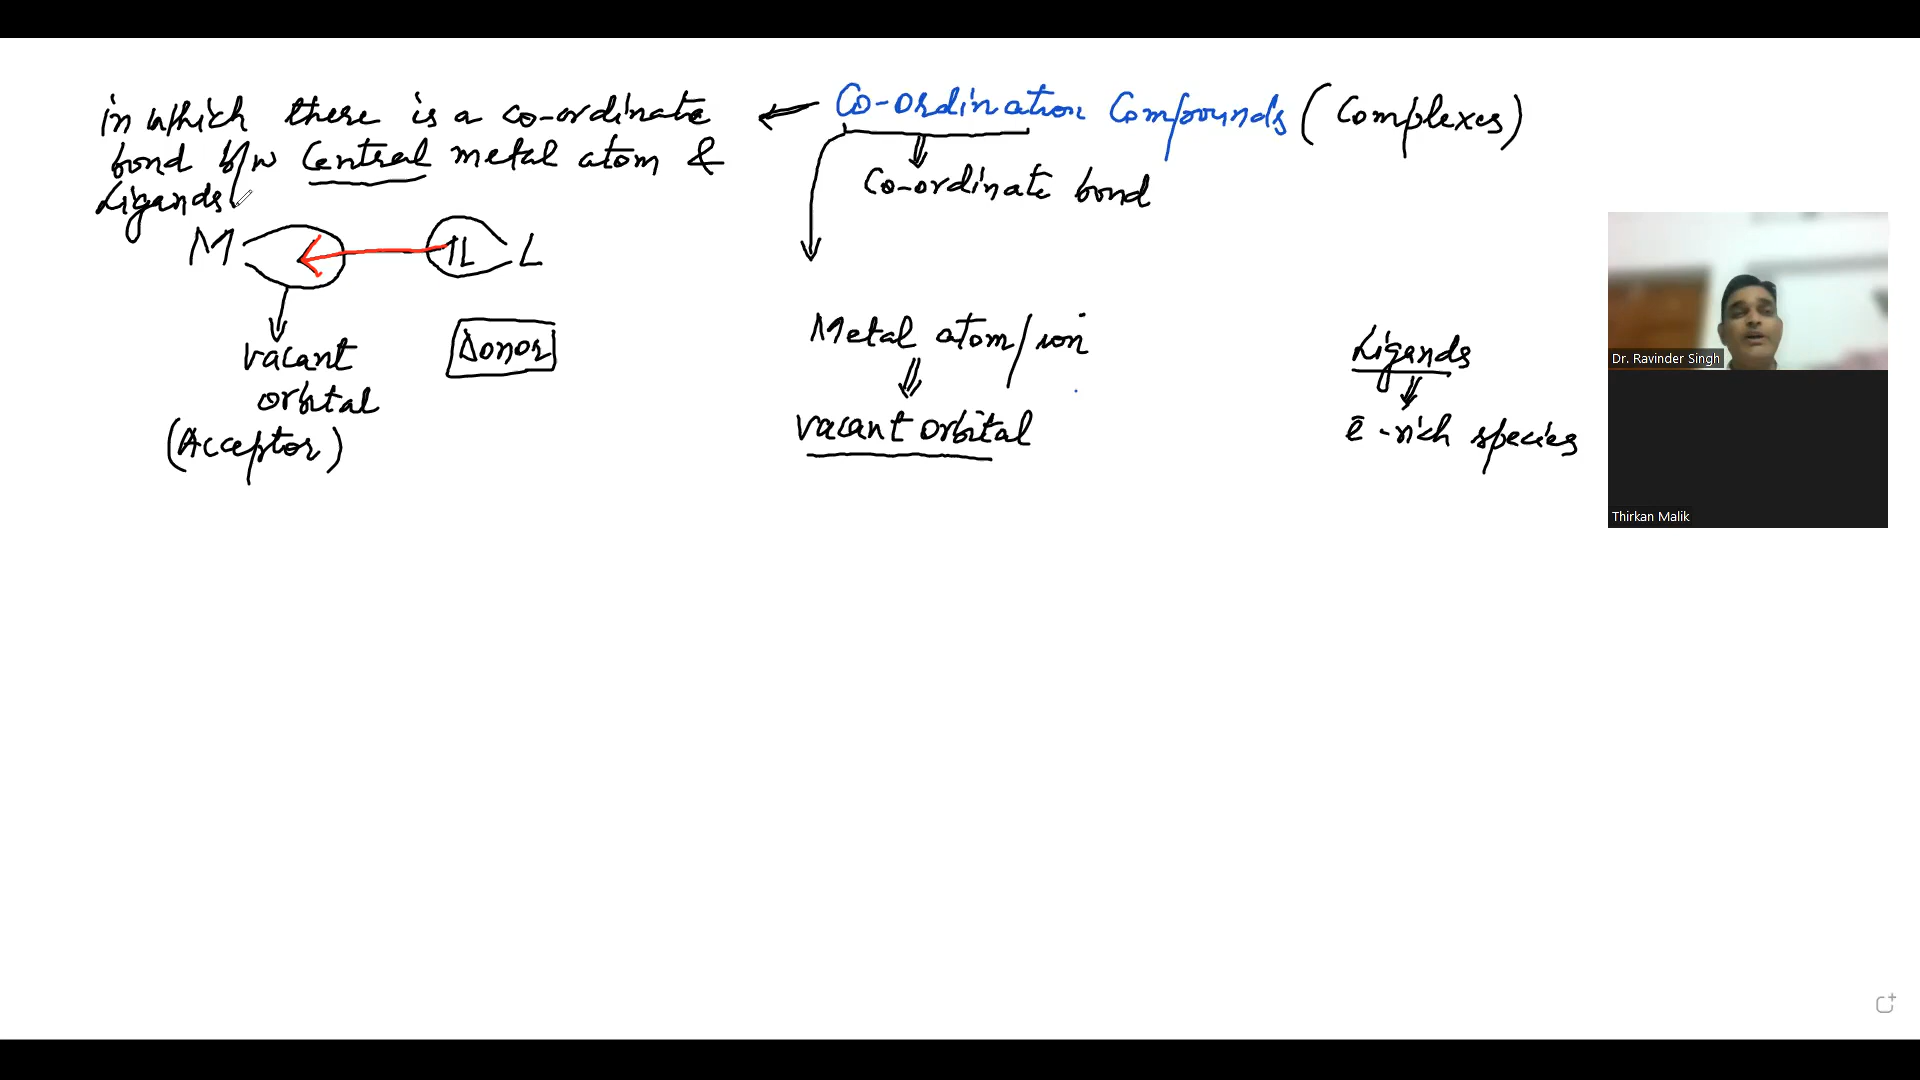 Co-ordination Compounds (Complexes)
in which there is a co-ordinate
bond b/w Central metal atom &
Ligands
Co-ordinate bond
M
1L L
vacant
orbital
(Acceptor)
Donor
Metal atom/ion
vacant orbital
Ligands
ē-rich species
Dr. Ravinder Singh
Thirkan Malik